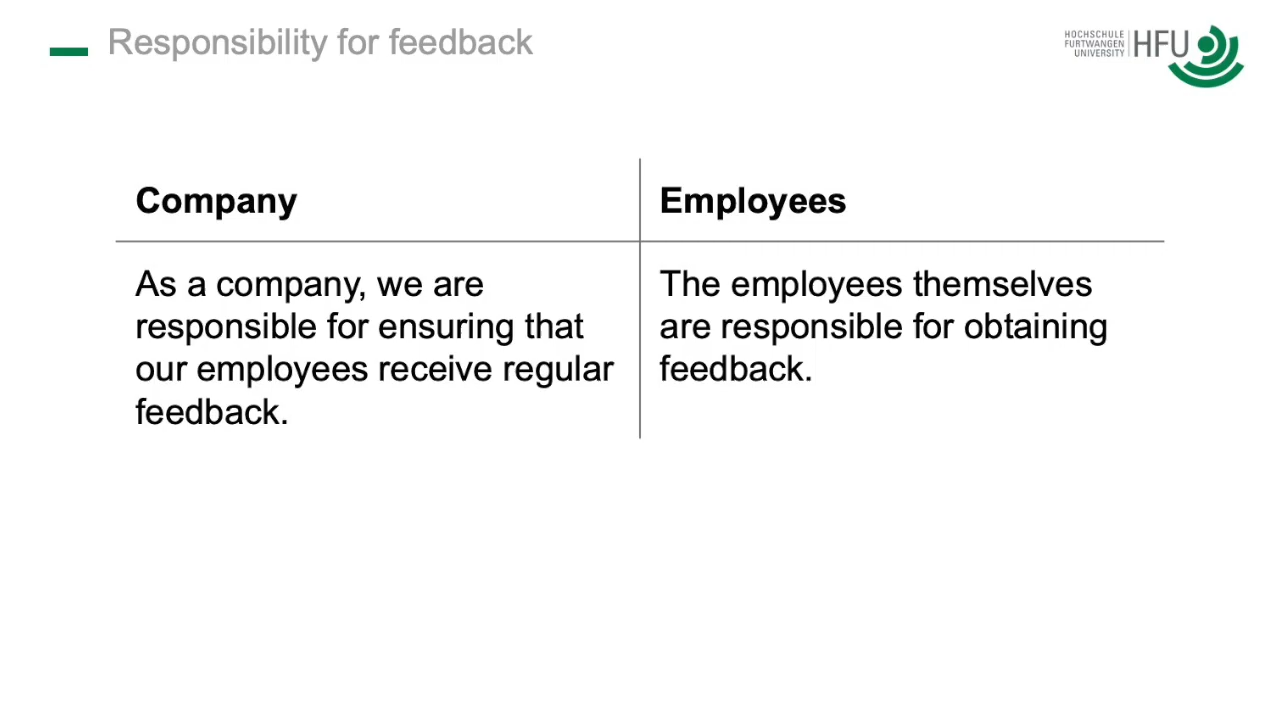 Responsibility for feedback
HOCHSCHULE
FURTWANGEN
UNIVERSITY
HFU
Company
Employees
As a company, we are
responsible for ensuring that
our employees receive regular
feedback.
The employees themselves
are responsible for obtaining
feedback.